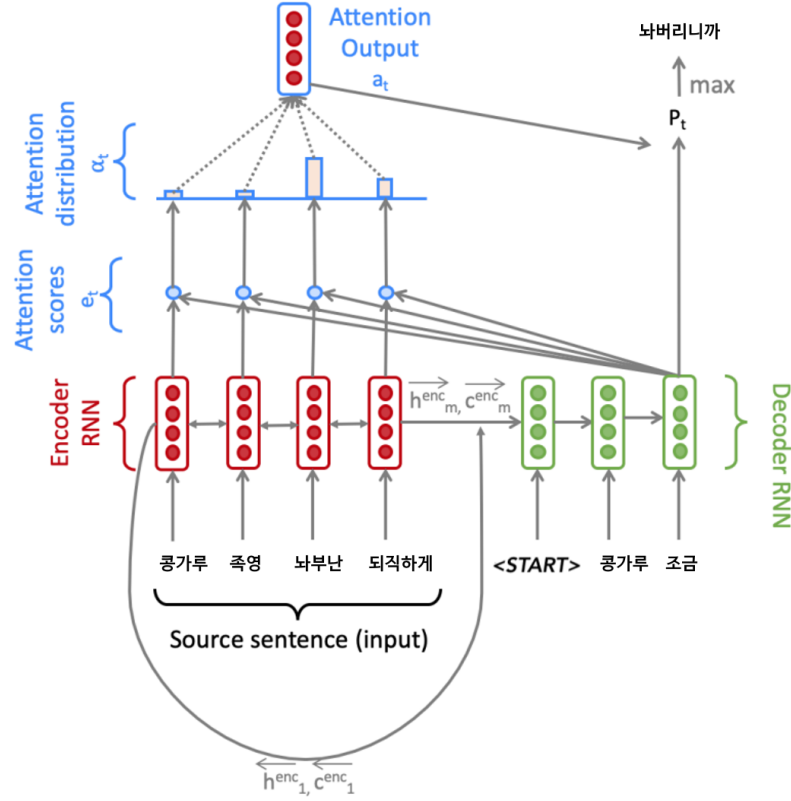 Attention
Output
a_t
놔버리니까
max
P_t
Attention
distribution
α_t
Attention
scores
e_t
Encoder
RNN
h^enc_m, c^enc_m
Decoder RNN
콩가루 족영 놔부난 되직하게
<START> 콩가루 조금
Source sentence (input)
h^enc_1, c^enc_1